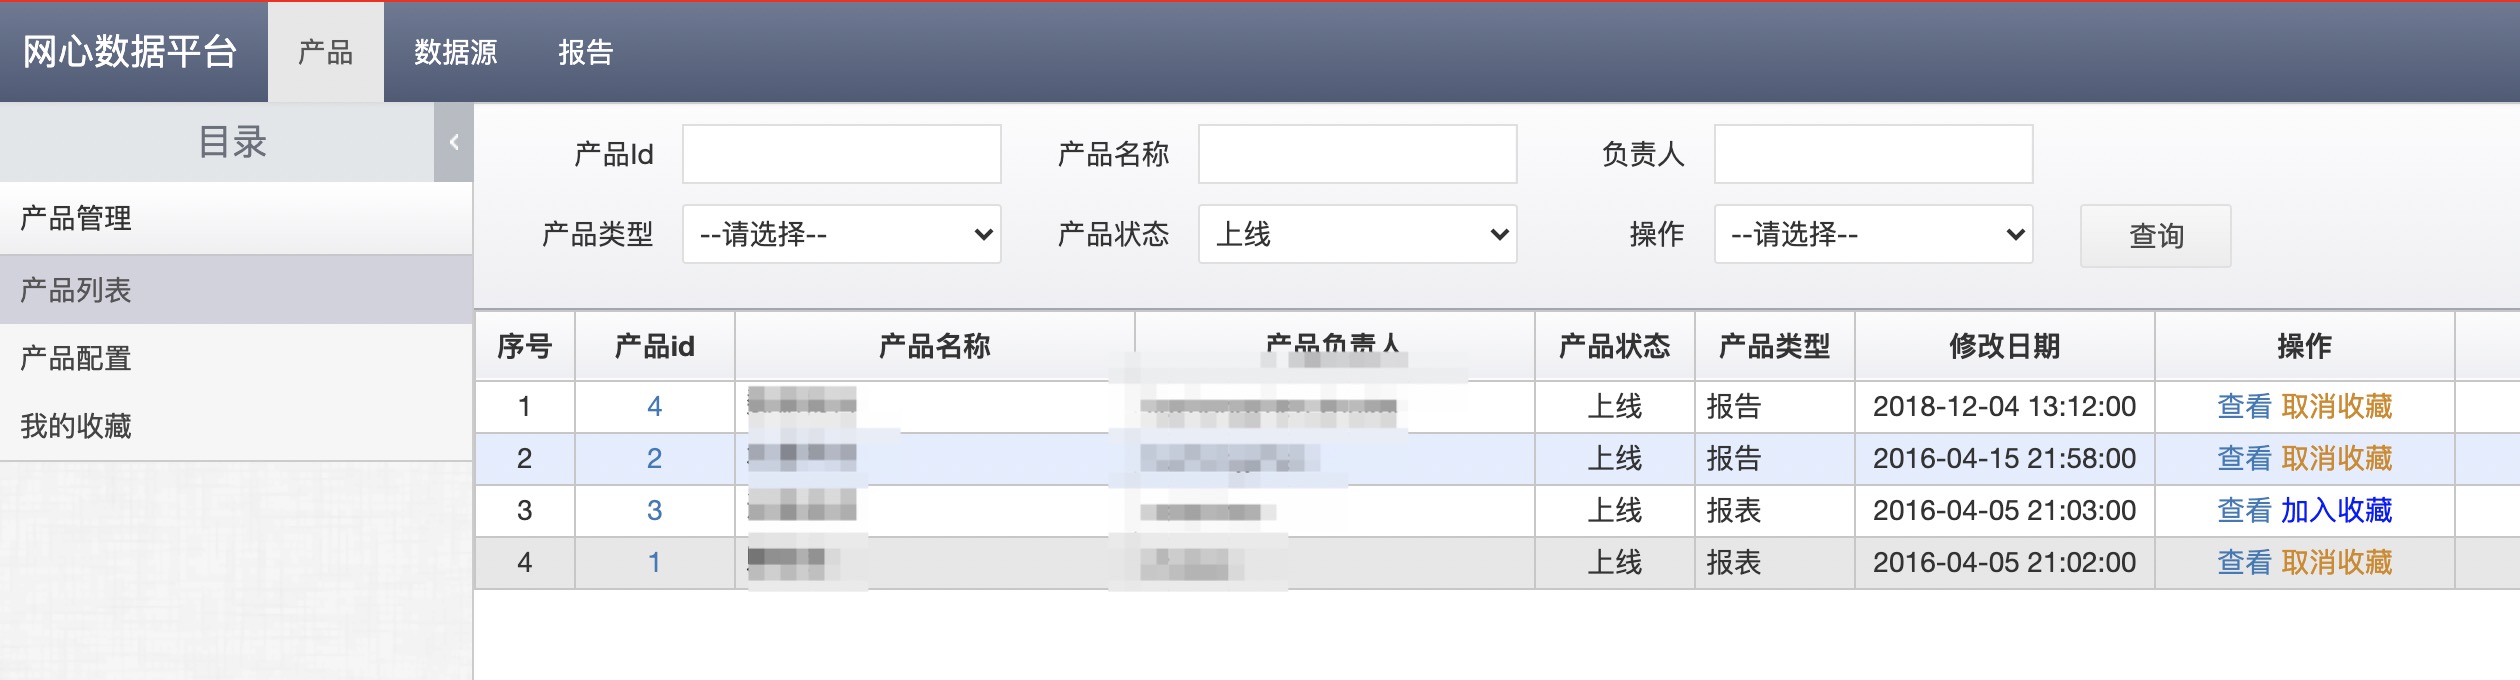 网心数据平台 产品 数据源 报告
目录
产品管理
产品列表
产品配置
我的收藏
产品Id 产品名称 负责人
产品类型 --请选择-- 产品状态 上线 操作 --请选择-- 查询
序号 产品id 产品名称 产品负责人 产品状态 产品类型 修改日期 操作
1 4 上线 报告 2018-12-04 13:12:00 查看 取消收藏
2 2 上线 报告 2016-04-15 21:58:00 查看 取消收藏
3 3 上线 报表 2016-04-05 21:03:00 查看 加入收藏
4 1 上线 报表 2016-04-05 21:02:00 查看 取消收藏